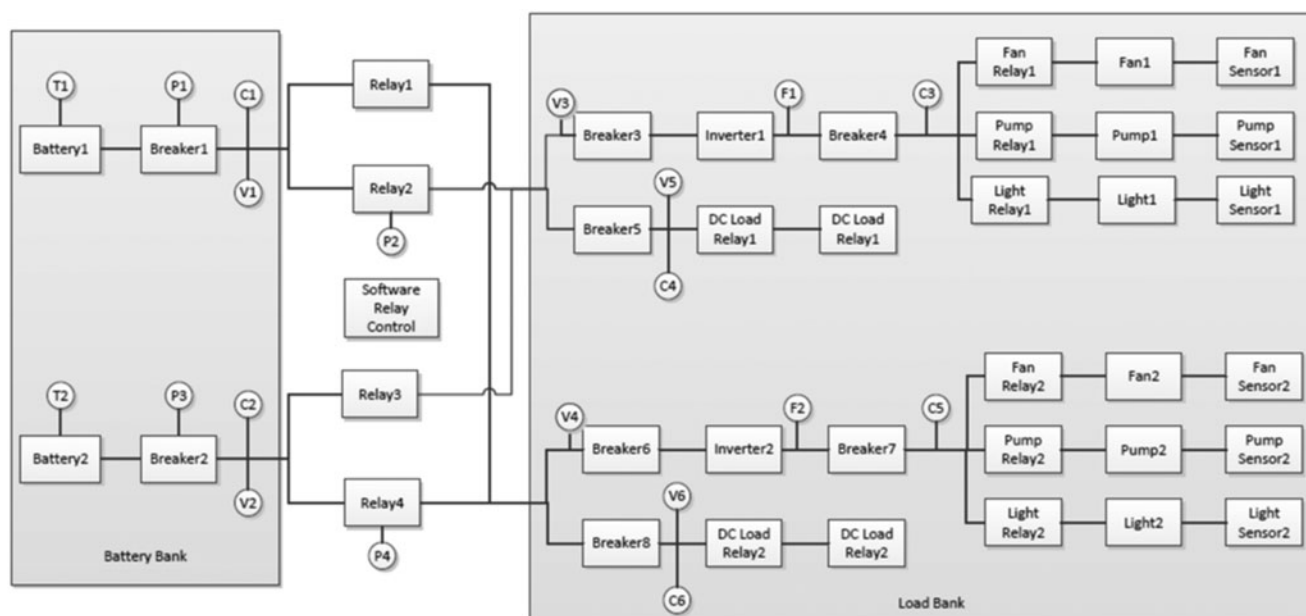 T1
P1
C1
Battery1
Breaker1
V1
T2
P3
C2
Battery2
Breaker2
V2
Battery Bank
Relay1
Relay2
P2
Software
Relay
Control
Relay3
Relay4
P4
V3
Breaker3
Inverter1
F1
Breaker4
C3
Fan
Relay1
Fan1
Fan
Sensor1
Pump
Relay1
Pump1
Pump
Sensor1
Light
Relay1
Light1
Light
Sensor1
V5
Breaker5
DC Load
Relay1
DC Load
Relay1
C4
V4
Breaker6
Inverter2
F2
Breaker7
C5
Fan
Relay2
Fan2
Fan
Sensor2
Pump
Relay2
Pump2
Pump
Sensor2
Light
Relay2
Light2
Light
Sensor2
V6
Breaker8
DC Load
Relay2
DC Load
Relay2
C6
Load Bank